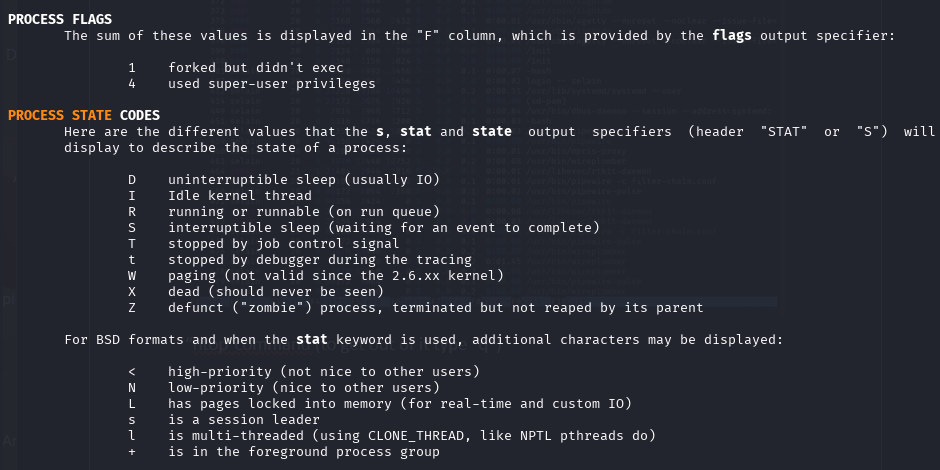 PROCESS FLAGS
The sum of these values is displayed in the "F" column, which is provided by the flags output specifier:
1 forked but didn't exec
4 used super-user privileges
PROCESS STATE CODES
Here are the different values that the s, stat and state output specifiers (header "STAT" or "S") will
display to describe the state of a process:
D uninterruptible sleep (usually IO)
I Idle kernel thread
R running or runnable (on run queue)
S interruptible sleep (waiting for an event to complete)
T stopped by job control signal
t stopped by debugger during the tracing
W paging (not valid since the 2.6.xx kernel)
X dead (should never be seen)
Z defunct ("zombie") process, terminated but not reaped by its parent
For BSD formats and when the stat keyword is used, additional characters may be displayed:
< high-priority (not nice to other users)
N low-priority (nice to other users)
L has pages locked into memory (for real-time and custom IO)
s is a session leader
l is multi-threaded (using CLONE_THREAD, like NPTL pthreads do)
+ is in the foreground process group